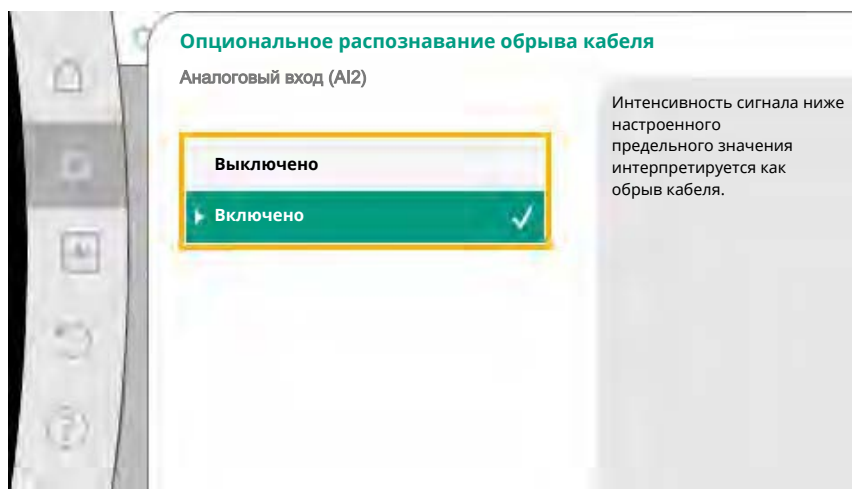 Опциональное распознавание обрыва кабеля
Аналоговый вход (AI2)
Выключено
Включено
Интенсивность сигнала ниже
настроенного
предельного значения
интерпретируется как
обрыв кабеля.